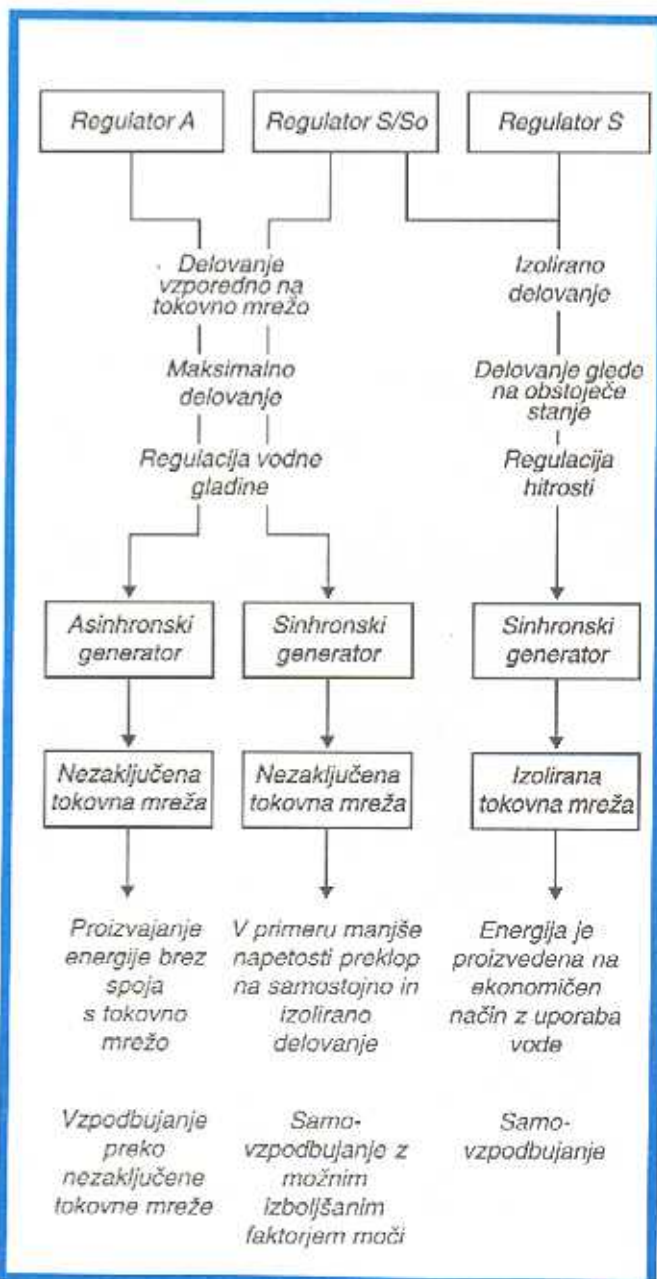 Regulator A
Regulator S/So
Regulator S
Delovanje
vzporedno na
tokovno mrežo
Maksimalno
delovanje
Regulacija vodne
gladine
Izolirano
delovanje
Delovanje glede
na obstoječe
stanje
Regulacija
hitrosti
Asinhronski
generator
Sinhronski
generator
Sinhronski
generator
Nezaključena
tokovna mreža
Nezaključena
tokovna mreža
Izolirana
tokovna mreža
Proizvajanje
energije brez
spoja
s tokovno
mrežo
V primeru manjše
napetosti preklop
na samostojno in
izolirano
delovanje
Energija je
proizvedena na
ekonomičen
način z uporaba
vode
Vzpodbujanje
preko
nezaključene
tokovne mreže
Samo-
vzpodbujanje z
možnim
izboljšanim
faktorjem moči
Samo-
vzpodbujanje